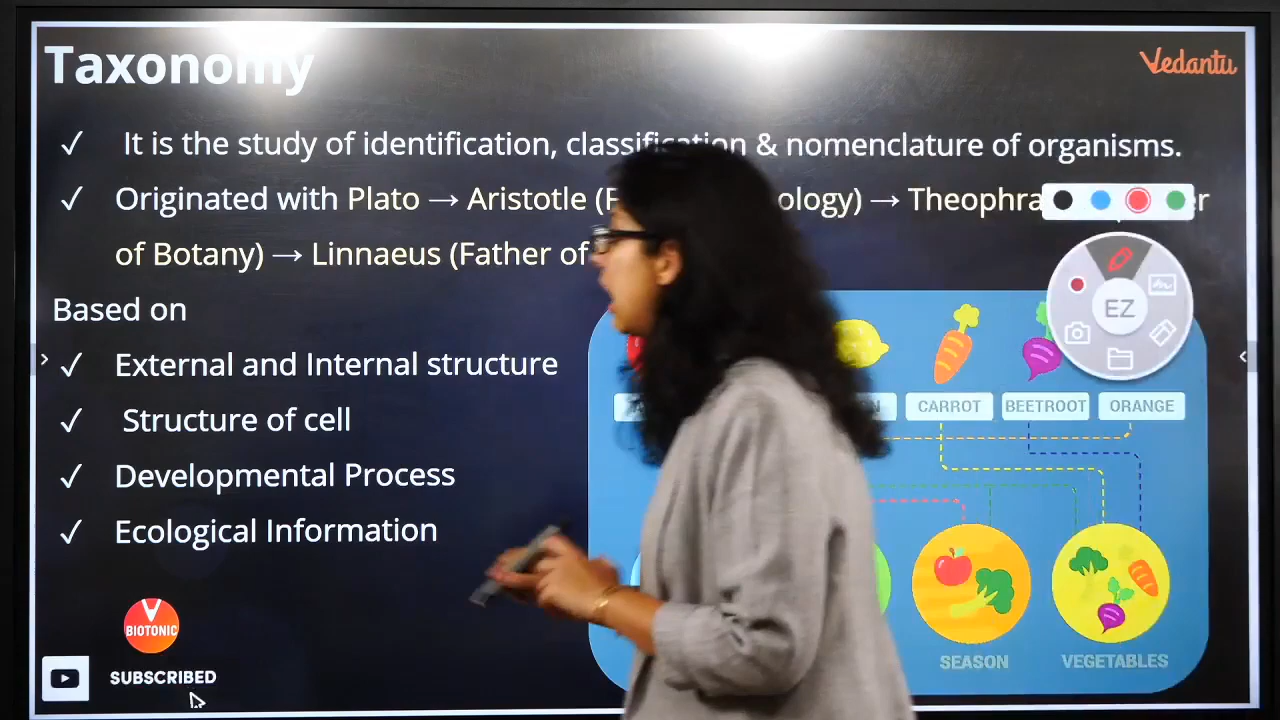 Taxonomy
Vedantu
✓ It is the study of identification, classification & nomenclature of organisms.
✓ Originated with Plato → Aristotle ( ology) →
of Botany) → Linnaeus (Father of
Based on
✓ External and Internal structure
✓ Structure of cell
✓ Developmental Process
✓ Ecological Information
EZ
CARROT BEETROOT ORANGE
SEASON VEGETABLES
V
BIOTONIC
SUBSCRIBED